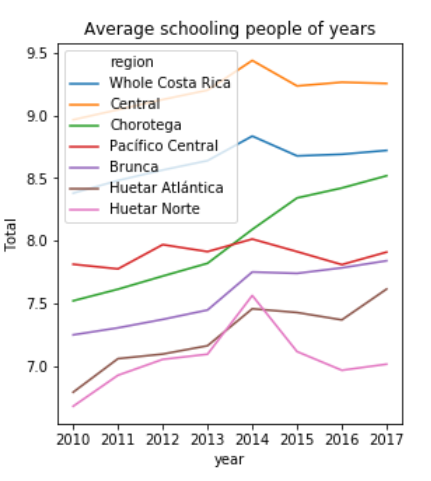 Average schooling people of years
9.5
9.0
8.5
8.0
7.5
7.0
Total
region
Whole Costa Rica
Central
Chorotega
Pacífico Central
Brunca
Huetar Atlántica
Huetar Norte
2010 2011 2012 2013 2014 2015 2016 2017
year